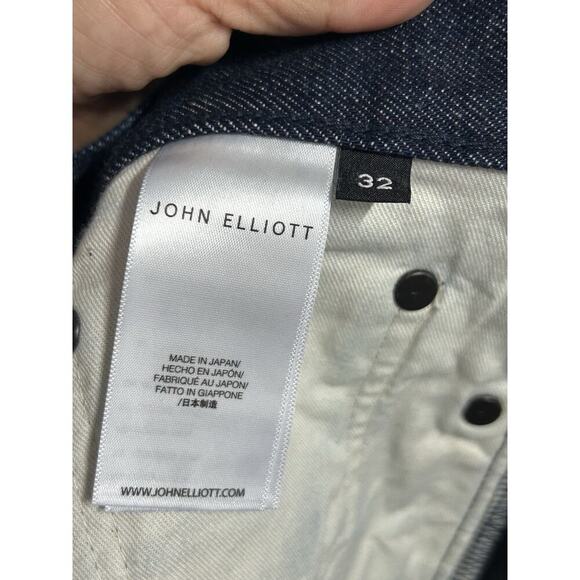 JOHN ELLIOTT
32
MADE IN JAPAN/
HECHO EN JAPÓN/
FABRIQUÉ AU JAPON/
FATTO IN GIAPPONE
/日本制造
WWW.JOHNELLIOTT.COM